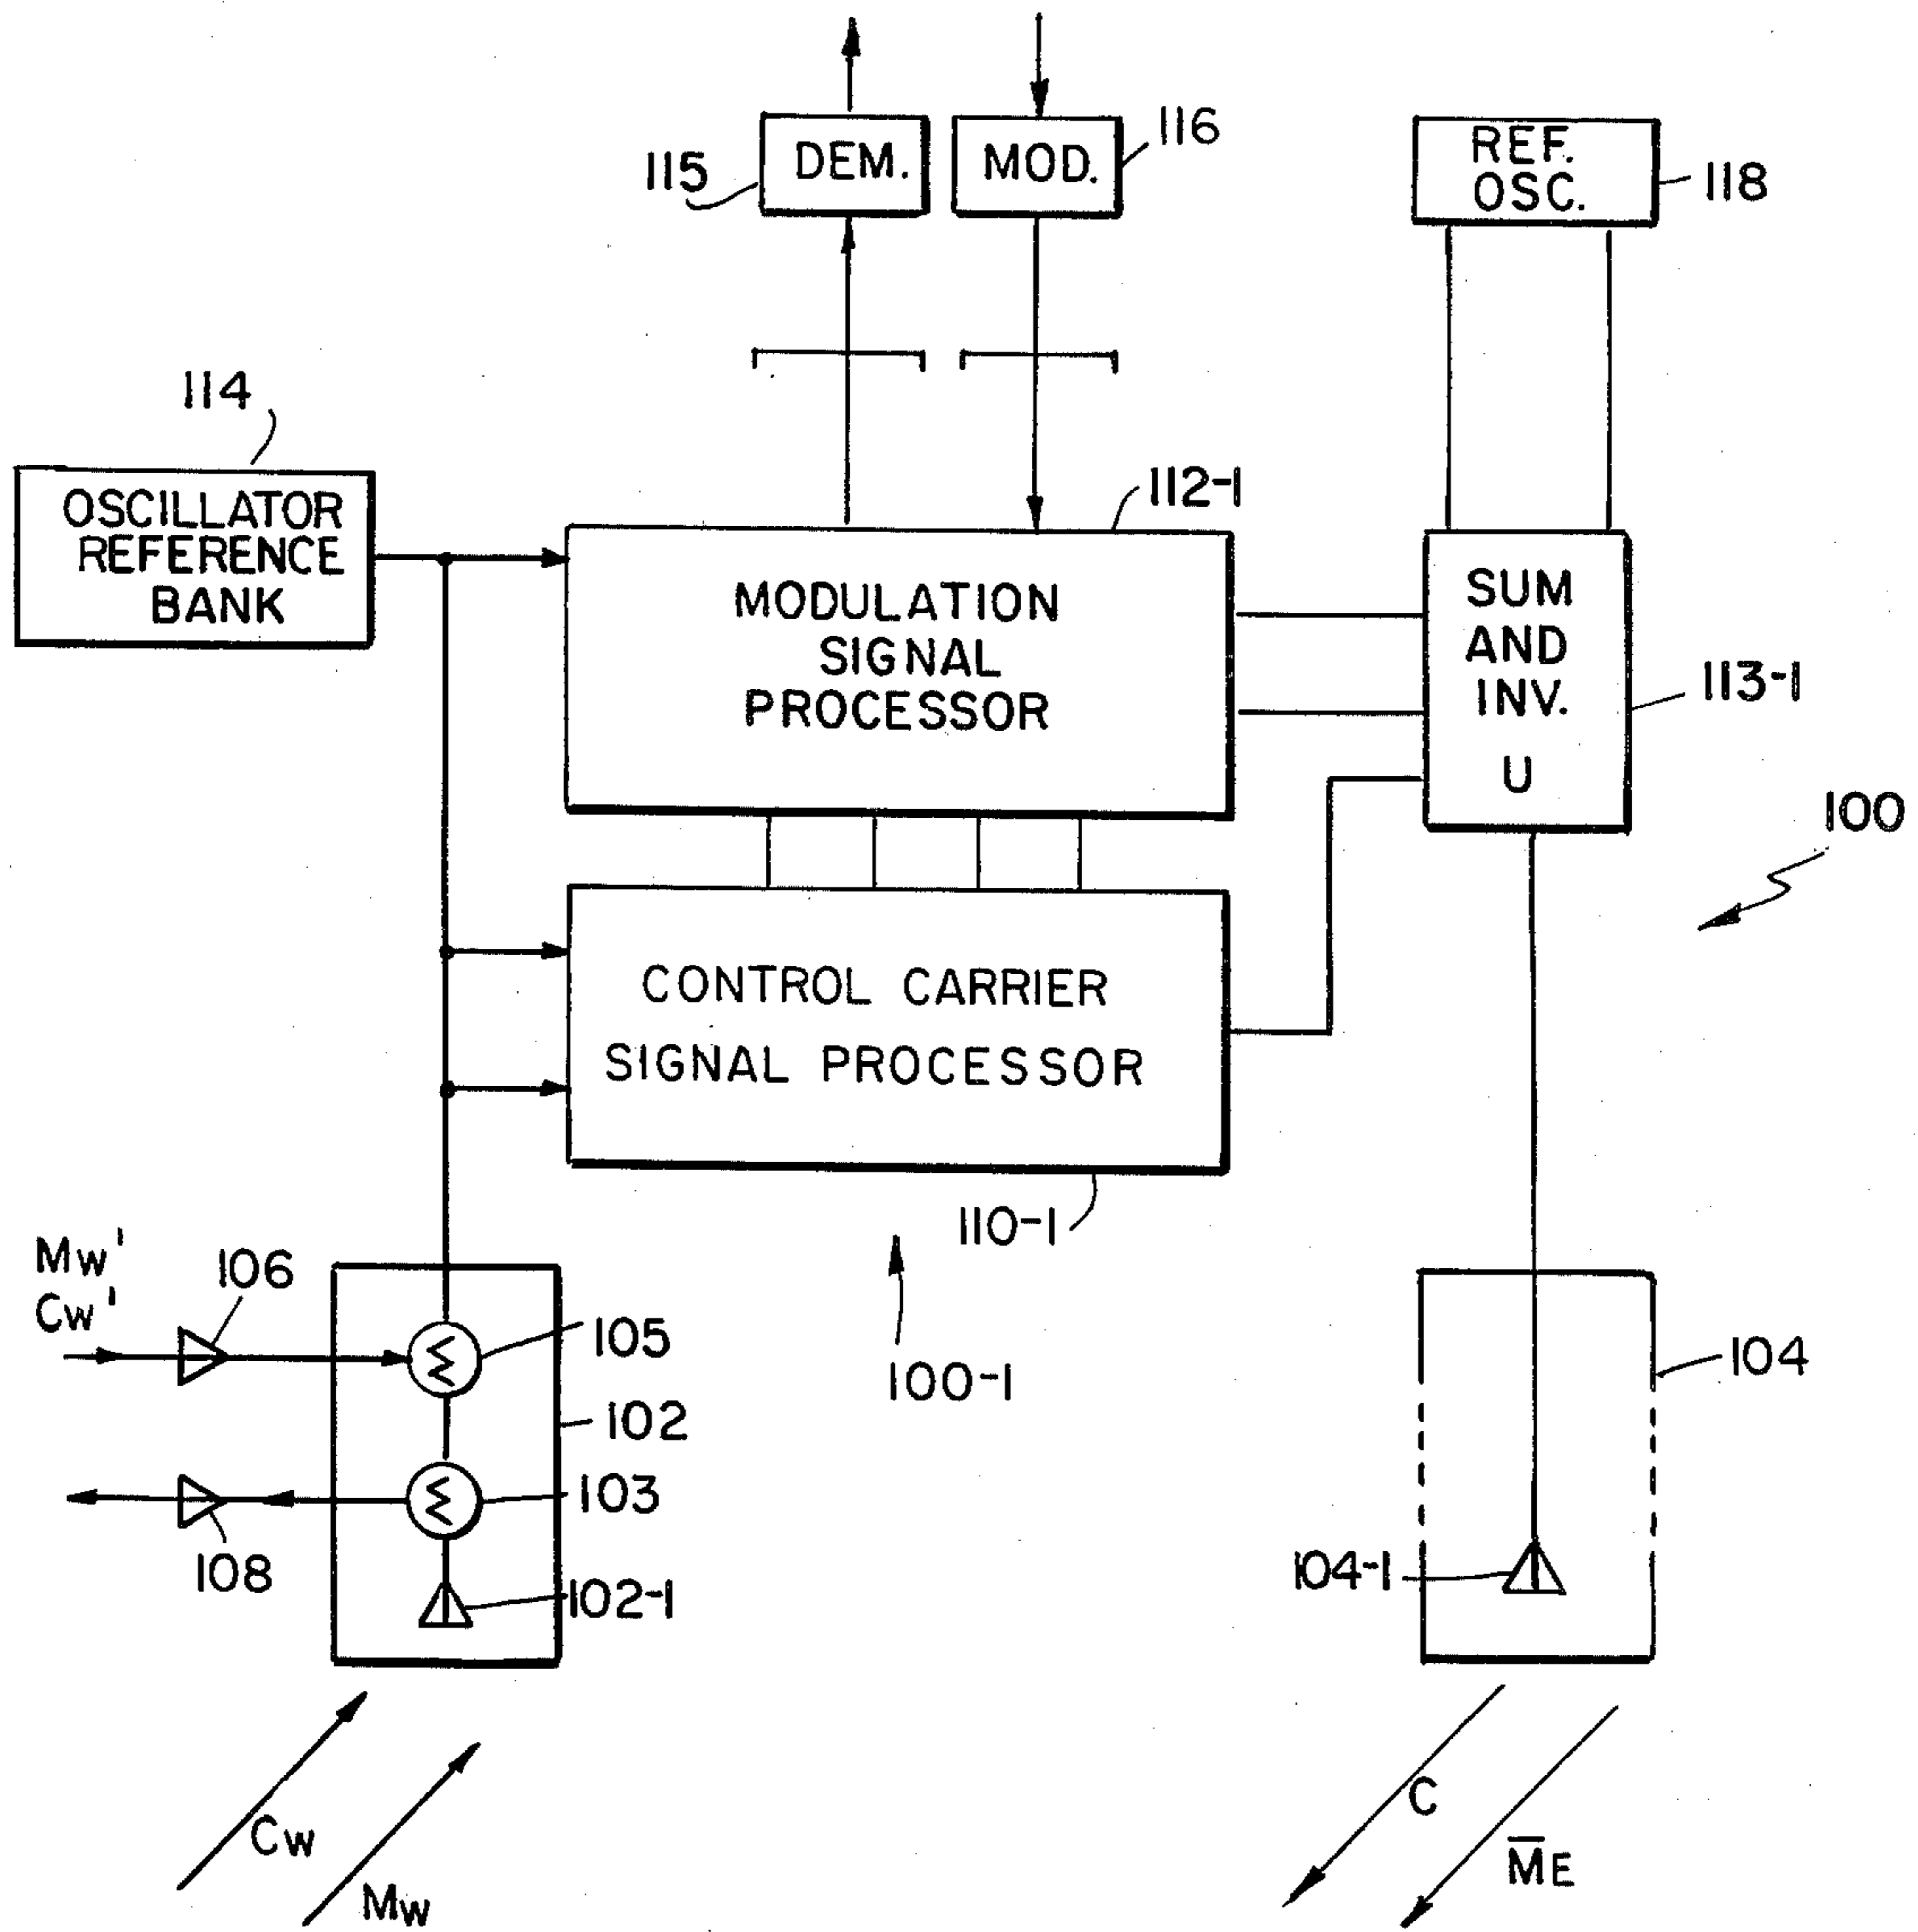 DEM.
MOD.
116
115
REF.
OSC.
118
114
OSCILLATOR
REFERENCE
BANK
112-1
MODULATION
SIGNAL
PROCESSOR
SUM
AND
INV.
U
113-1
100
CONTROL CARRIER
SIGNAL PROCESSOR
110-1
Mw'
Cw'
106
105
100-1
102
104
103
108
102-1
104-1
Cw
Mw
C
M̅E